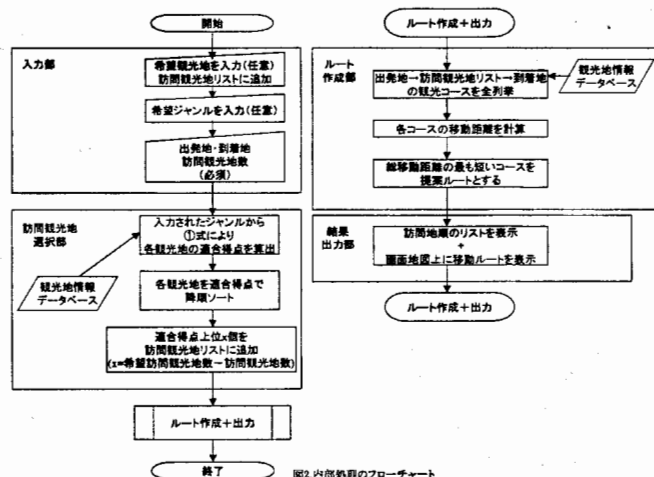 開始
入力部
希望観光地を入力(任意)
訪問観光地リストに追加
希望ジャンルを入力(任意)
出発地・到着地
訪問観光地数
(必須)
訪問観光地
選択部
入力されたジャンルから
①式により
各観光地の適合得点を算出
観光地情報
データベース
各観光地を適合得点で
降順ソート
適合得点上位x個を
訪問観光地リストに追加
(x=希望訪問観光地数−訪問観光地数)
ルート作成+出力
終了
ルート作成+出力
ルート
作成部
出発地→訪問観光地リスト→到着地
の観光コースを全列挙
観光地情報
データベース
各コースの移動距離を計算
総移動距離の最も短いコースを
提案ルートとする
結果
出力部
訪問地順のリストを表示
+
画面地図上に移動ルートを表示
ルート作成+出力
図2 内部処理のフローチャート